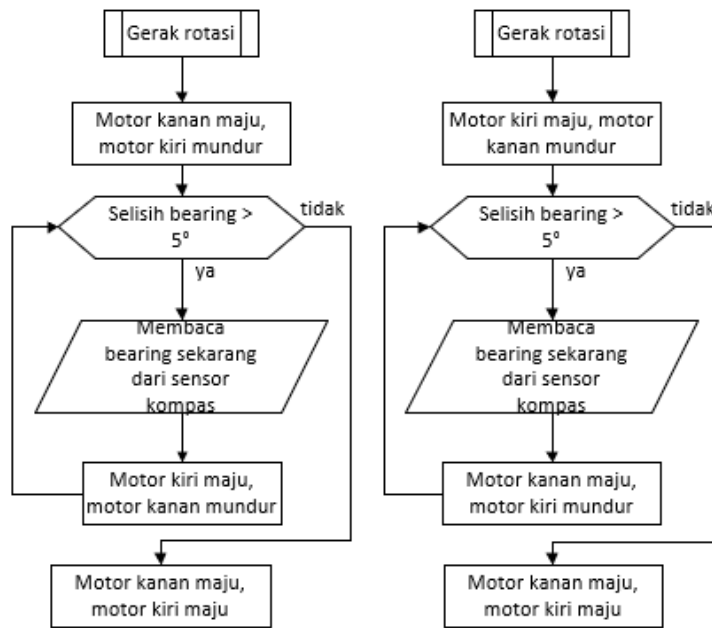 Gerak rotasi
Motor kanan maju,
motor kiri mundur
Selisih bearing >
5°
tidak
ya
Membaca
bearing sekarang
dari sensor
kompas
Motor kiri maju,
motor kanan mundur
Motor kanan maju,
motor kiri maju
Gerak rotasi
Motor kiri maju, motor
kanan mundur
Selisih bearing >
5°
tidak
ya
Membaca
bearing sekarang
dari sensor
kompas
Motor kanan maju,
motor kiri mundur
Motor kanan maju,
motor kiri maju